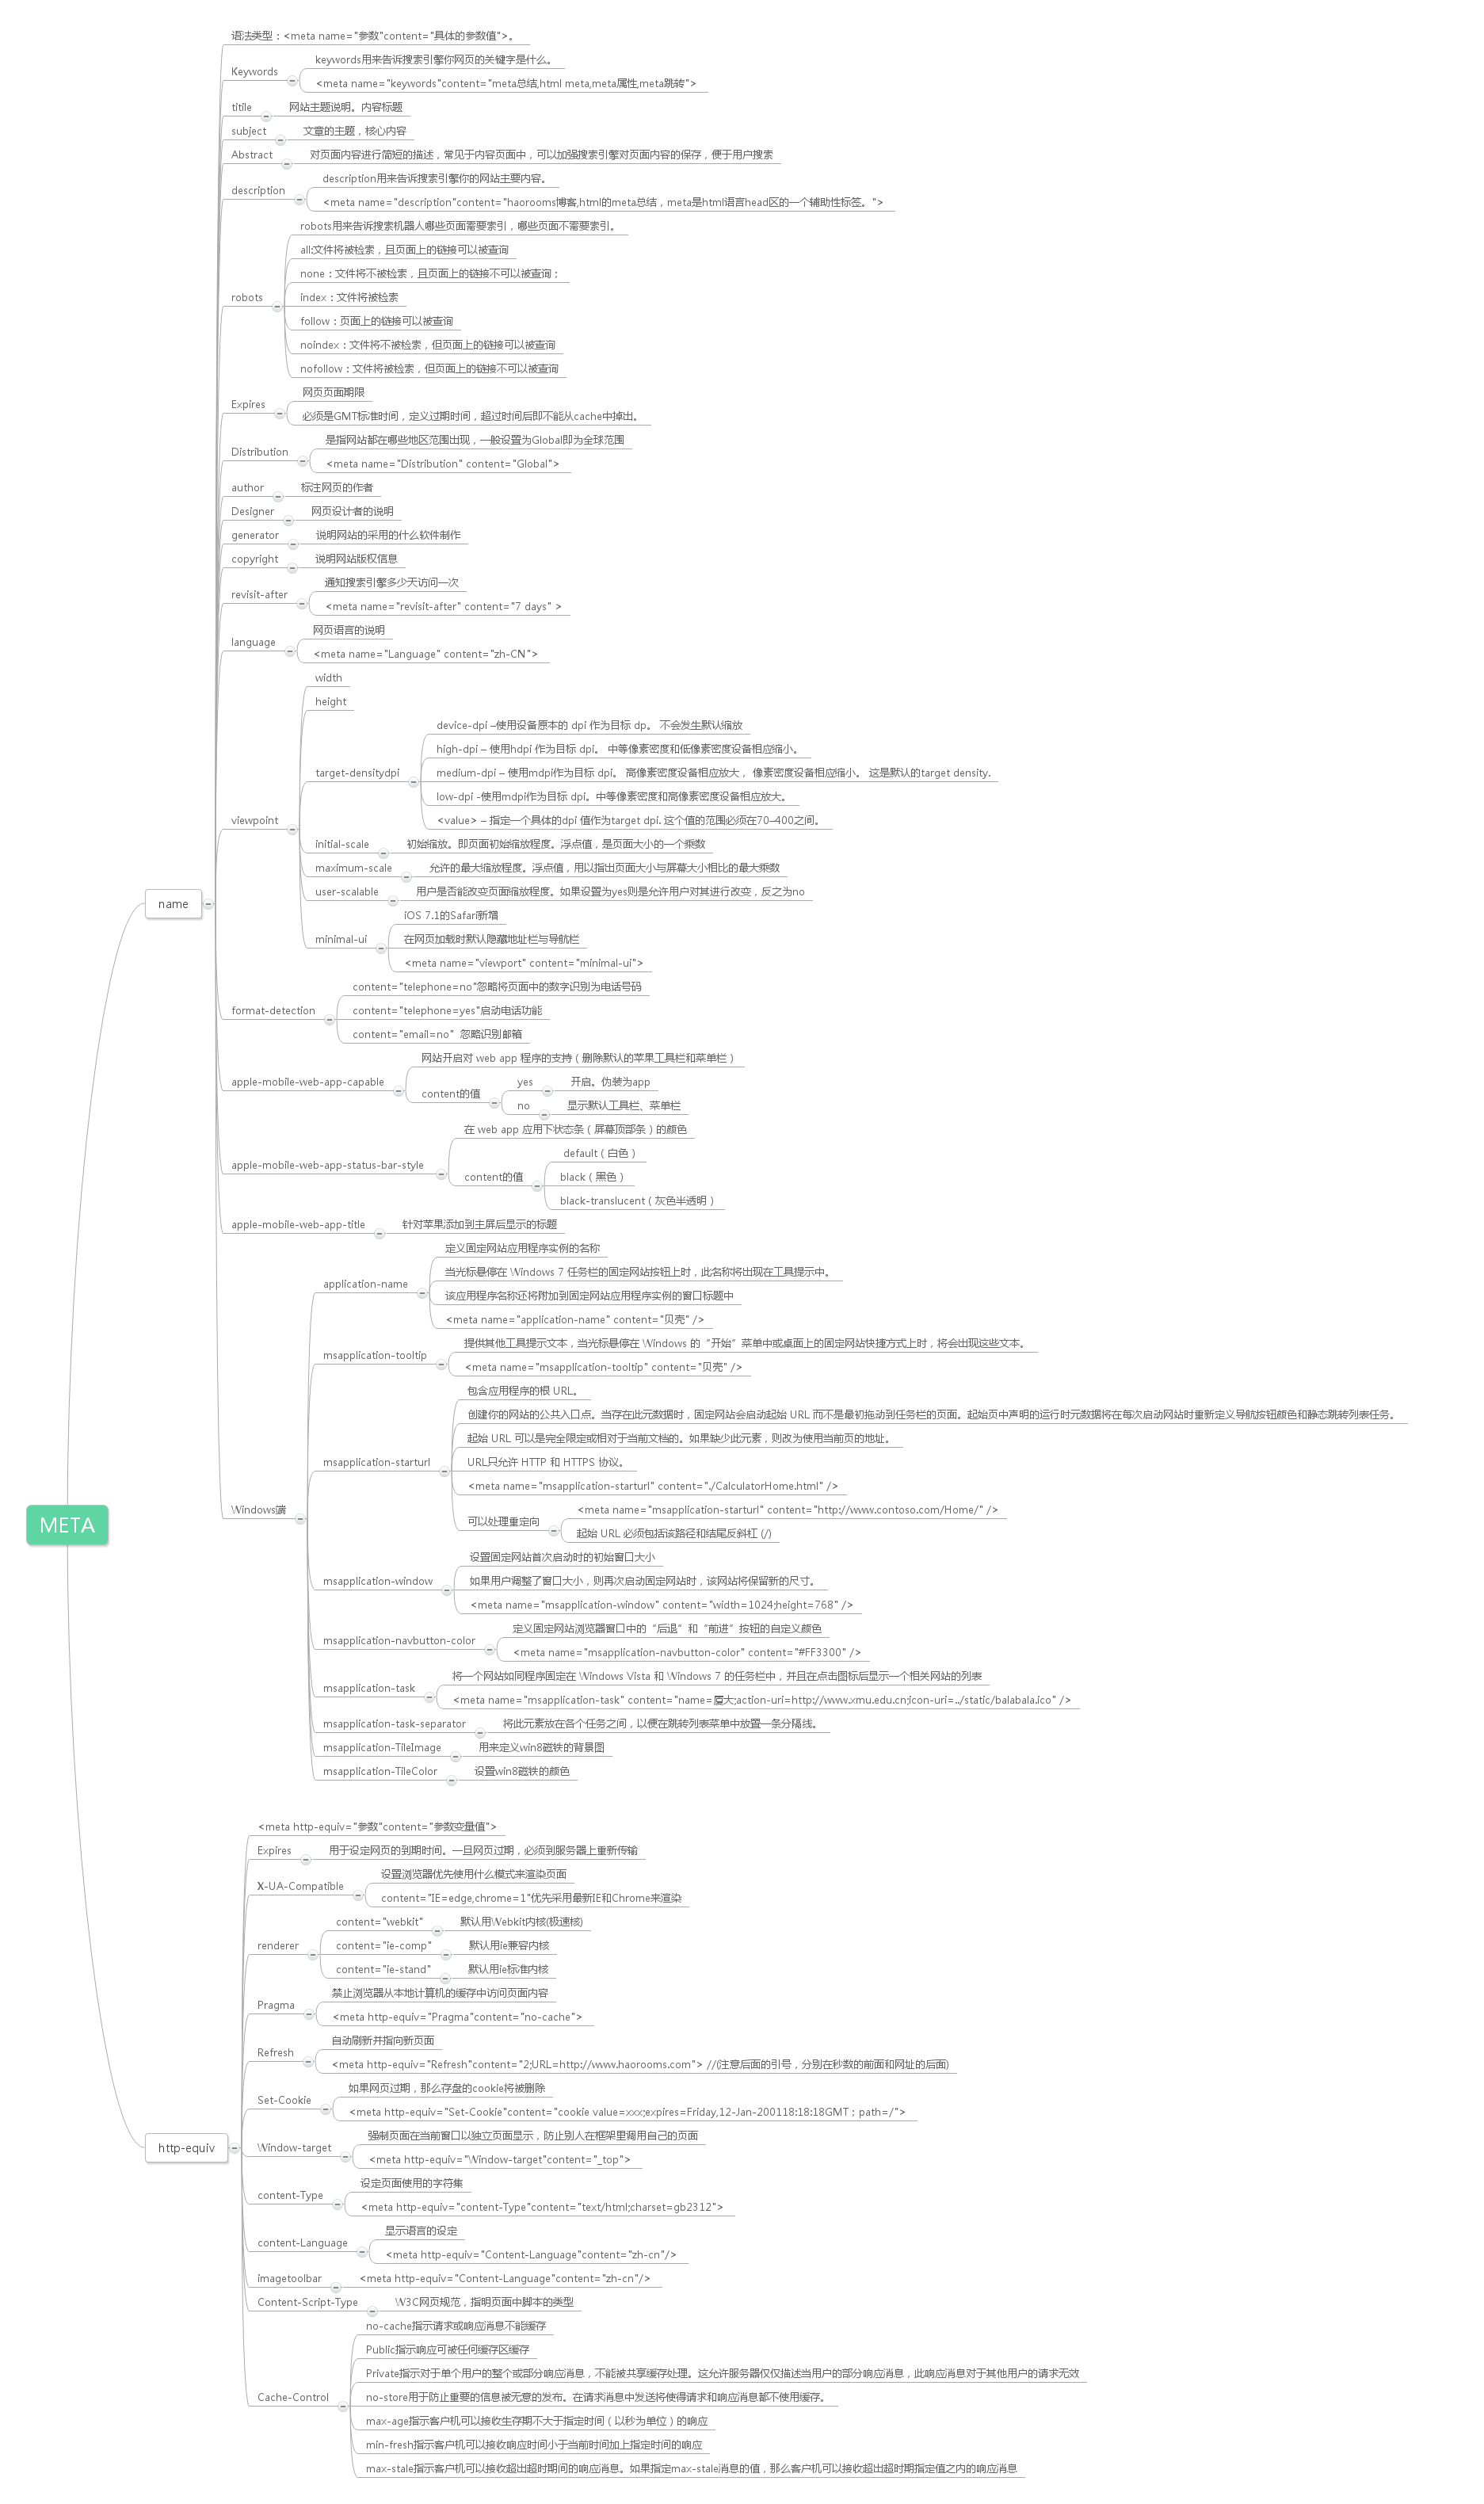 META
name
语法类型：<meta name="参数"content="具体的参数值">。
Keywords
keywords用来告诉搜索引擎你网页的关键字是什么。
<meta name="keywords"content="meta总结,html meta,meta属性,meta跳转">
titile
网站主题说明。内容标题
subject
文章的主题，核心内容
Abstract
对页面内容进行简短的描述，常见于内容页面中，可以加强搜索引擎对页面内容的保存，便于用户搜索
description
description用来告诉搜索引擎你的网站主要内容。
<meta name="description"content="haorooms博客,html的meta总结，meta是html语言head区的一个辅助性标签。">
robots
robots用来告诉搜索机器人哪些页面需要索引，哪些页面不需要索引。
all:文件将被检索，且页面上的链接可以被查询
none：文件将不被检索，且页面上的链接不可以被查询；
index：文件将被检索
follow：页面上的链接可以被查询
noindex：文件将不被检索，但页面上的链接可以被查询
nofollow：文件将被检索，但页面上的链接不可以被查询
Expires
网页页面期限
必须是GMT标准时间，定义过期时间，超过时间后即不能从cache中掉出。
Distribution
是指网站都在哪些地区范围出现，一般设置为Global即为全球范围
<meta name="Distribution" content="Global">
author
标注网页的作者
Designer
网页设计者的说明
generator
说明网站的采用的什么软件制作
copyright
说明网站版权信息
revisit-after
通知搜索引擎多少天访问一次
<meta name="revisit-after" content="7 days" >
language
网页语言的说明
<meta name="Language" content="zh-CN">
viewpoint
width
height
target-densitydpi
device-dpi –使用设备原本的 dpi 作为目标 dp。 不会发生默认缩放
high-dpi – 使用hdpi 作为目标 dpi。 中等像素密度和低像素密度设备相应缩小。
medium-dpi – 使用mdpi作为目标 dpi。 高像素密度设备相应放大， 像素密度设备相应缩小。 这是默认的target density.
low-dpi -使用mdpi作为目标 dpi。中等像素密度和高像素密度设备相应放大。
<value> – 指定一个具体的dpi 值作为target dpi. 这个值的范围必须在70–400之间。
initial-scale
初始缩放。即页面初始缩放程度。浮点值，是页面大小的一个乘数
maximum-scale
允许的最大缩放程度。浮点值，用以指出页面大小与屏幕大小相比的最大乘数
user-scalable
用户是否能改变页面缩放程度。如果设置为yes则是允许用户对其进行改变，反之为no
minimal-ui
iOS 7.1的Safari新增
在网页加载时默认隐藏地址栏与导航栏
<meta name="viewport" content="minimal-ui">
format-detection
content="telephone=no"忽略将页面中的数字识别为电话号码
content="telephone=yes"启动电话功能
content="email=no" 忽略识别邮箱
apple-mobile-web-app-capable
网站开启对 web app 程序的支持（删除默认的苹果工具栏和菜单栏）
content的值
yes
开启。伪装为app
no
显示默认工具栏、菜单栏
apple-mobile-web-app-status-bar-style
在 web app 应用下状态条（屏幕顶部条）的颜色
content的值
default（白色）
black（黑色）
black-translucent（灰色半透明）
apple-mobile-web-app-title
针对苹果添加到主屏后显示的标题
Windows端
application-name
定义固定网站应用程序实例的名称
当光标悬停在 Windows 7 任务栏的固定网站按钮上时，此名称将出现在工具提示中。
该应用程序名称还将附加到固定网站应用程序实例的窗口标题中
<meta name="application-name" content="贝壳" />
msapplication-tooltip
提供其他工具提示文本，当光标悬停在 Windows 的“开始”菜单中或桌面上的固定网站快捷方式上时，将会出现这些文本。
<meta name="msapplication-tooltip" content="贝壳" />
msapplication-starturl
包含应用程序的根 URL。
创建你的网站的公共入口点。当存在此元数据时，固定网站会启动起始 URL 而不是最初拖动到任务栏的页面。起始页中声明的运行时元数据将在每次启动网站时重新定义导航按钮颜色和静态跳转列表任务。
起始 URL 可以是完全限定或相对于当前文档的。如果缺少此元素，则改为使用当前页的地址。
URL只允许 HTTP 和 HTTPS 协议。
<meta name="msapplication-starturl" content="./CalculatorHome.html" />
可以处理重定向
<meta name="msapplication-starturl" content="http://www.contoso.com/Home/" />
起始 URL 必须包括该路径和结尾反斜杠 (/)
msapplication-window
设置固定网站首次启动时的初始窗口大小
如果用户调整了窗口大小，则再次启动固定网站时，该网站将保留新的尺寸。
<meta name="msapplication-window" content="width=1024;height=768" />
msapplication-navbutton-color
定义固定网站浏览器窗口中的“后退”和“前进”按钮的自定义颜色
<meta name="msapplication-navbutton-color" content="#FF3300" />
msapplication-task
将一个网站如同程序固定在 Windows Vista 和 Windows 7 的任务栏中，并且在点击图标后显示一个相关网站的列表
<meta name="msapplication-task" content="name=厦大;action-uri=http://www.xmu.edu.cn;icon-uri=../static/balabala.ico" />
msapplication-task-separator
将此元素放在各个任务之间，以便在跳转列表菜单中放置一条分隔线。
msapplication-TileImage
用来定义win8磁铁的背景图
msapplication-TileColor
设置win8磁铁的颜色
http-equiv
<meta http-equiv="参数"content="参数变量值">
Expires
用于设定网页的到期时间。一旦网页过期，必须到服务器上重新传输
X-UA-Compatible
设置浏览器优先使用什么模式来渲染页面
content="IE=edge,chrome=1"优先采用最新IE和Chrome来渲染
renderer
content="webkit"
默认用Webkit内核(极速核)
content="ie-comp"
默认用ie兼容内核
content="ie-stand"
默认用ie标准内核
Pragma
禁止浏览器从本地计算机的缓存中访问页面内容
<meta http-equiv="Pragma"content="no-cache">
Refresh
自动刷新并指向新页面
<meta http-equiv="Refresh"content="2;URL=http://www.haorooms.com"> //(注意后面的引号，分别在秒数的前面和网址的后面)
Set-Cookie
如果网页过期，那么存盘的cookie将被删除
<meta http-equiv="Set-Cookie"content="cookie value=xxx;expires=Friday,12-Jan-200118:18:18GMT；path=/">
Window-target
强制页面在当前窗口以独立页面显示，防止别人在框架里调用自己的页面
<meta http-equiv="Window-target"content="_top">
content-Type
设定页面使用的字符集
<meta http-equiv="content-Type"content="text/html;charset=gb2312">
content-Language
显示语言的设定
<meta http-equiv="Content-Language"content="zh-cn"/>
imagetoolbar
<meta http-equiv="Content-Language"content="zh-cn"/>
Content-Script-Type
W3C网页规范，指明页面中脚本的类型
Cache-Control
no-cache指示请求或响应消息不能缓存
Public指示响应可被任何缓存区缓存
Private指示对于单个用户的整个或部分响应消息，不能被共享缓存处理。这允许服务器仅仅描述当用户的部分响应消息，此响应消息对于其他用户的请求无效
no-store用于防止重要的信息被无意的发布。在请求消息中发送将使得请求和响应消息都不使用缓存。
max-age指示客户机可以接收生存期不大于指定时间（以秒为单位）的响应
min-fresh指示客户机可以接收响应时间小于当前时间加上指定时间的响应
max-stale指示客户机可以接收超出超时期间的响应消息。如果指定max-stale消息的值，那么客户机可以接收超出超时期指定值之内的响应消息